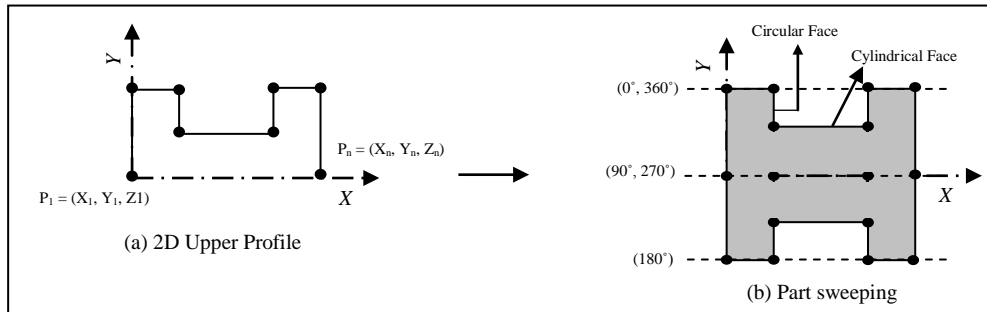 Y
P₁ = (X₁, Y₁, Z1)
Pₙ = (Xₙ, Yₙ, Zₙ)
X
(a) 2D Upper Profile
Circular Face
Cylindrical Face
Y
(0˚, 360˚)
(90˚, 270˚)
X
(180˚)
(b) Part sweeping